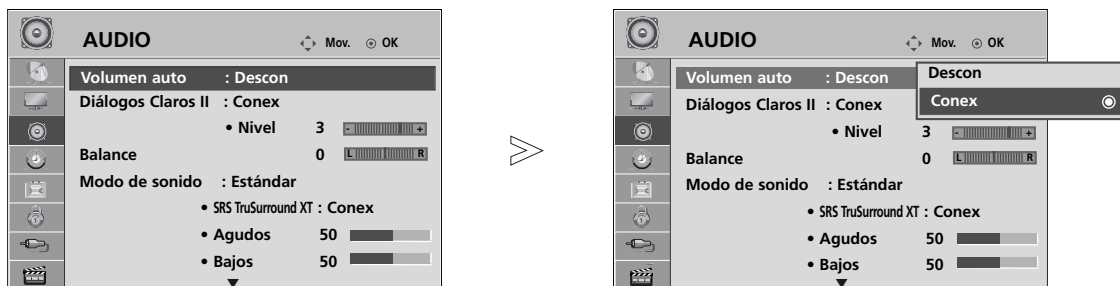 AUDIO Mov. OK
Volumen auto : Descon
Diálogos Claros II : Conex
• Nivel 3 - +
Balance 0 L R
Modo de sonido : Estándar
• SRS TruSurround XT : Conex
• Agudos 50
• Bajos 50
AUDIO Mov. OK
Volumen auto : Descon
Descon
Conex
Diálogos Claros II : Conex
• Nivel 3 - +
Balance 0 L R
Modo de sonido : Estándar
• SRS TruSurround XT : Conex
• Agudos 50
• Bajos 50